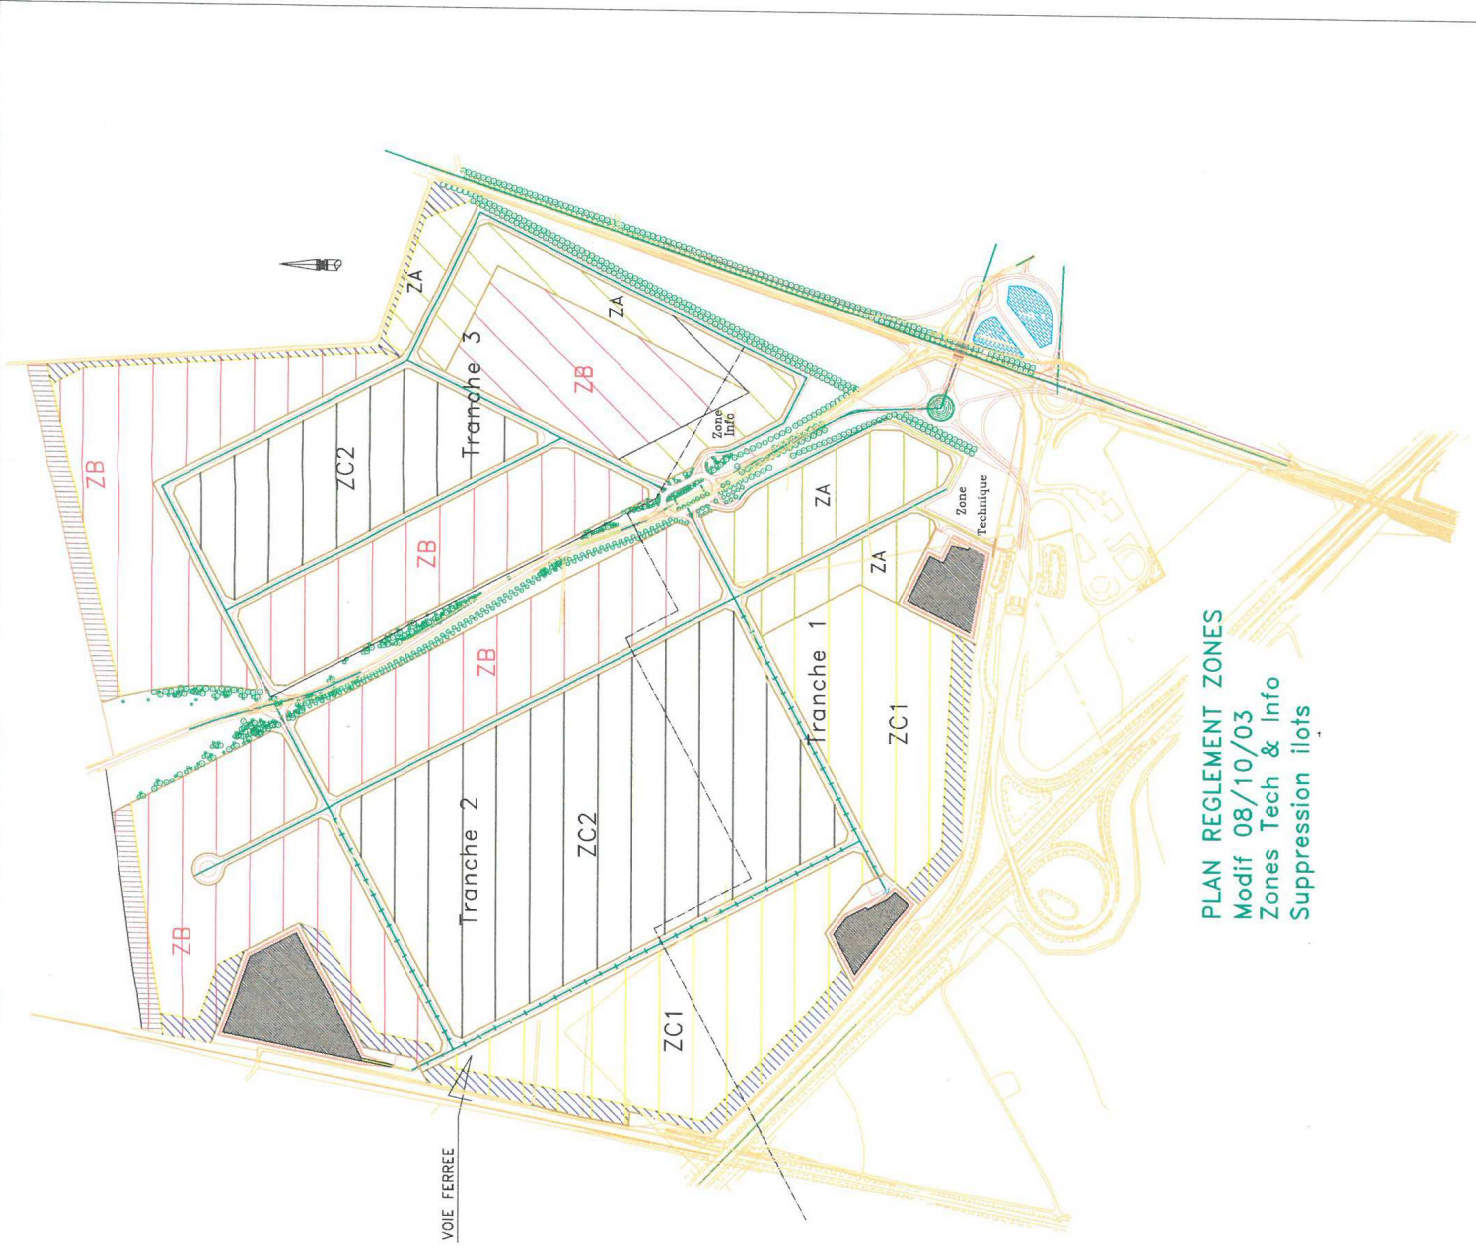 ZB
ZA
ZC2
Tranche 3
ZA
ZB
Zone
Info
ZB
ZB
ZA
Zone
Technique
ZA
Tranche 1
ZC1
Tranche 2
ZC2
ZB
ZC1
VOIE FERREE
PLAN REGLEMENT ZONES
Modif 08/10/03
Zones Tech & Info
Suppression ilots